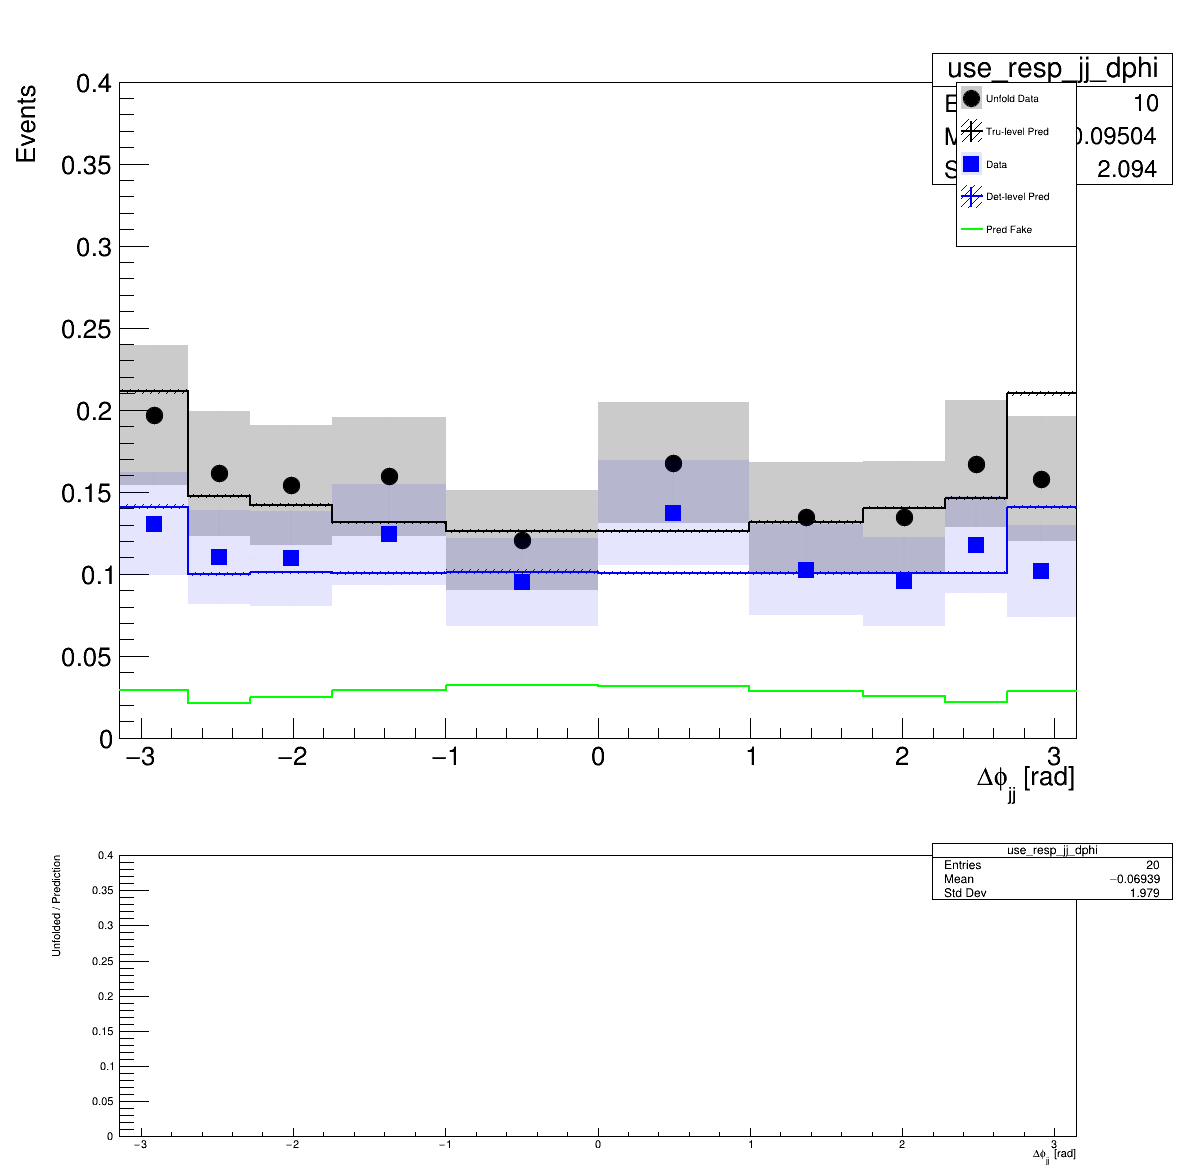 use_resp_jj_dphi
10
0.09504
2.094
Unfold Data
Tru-level Pred
Data
Det-level Pred
Pred Fake
Events
0.4
0.35
0.3
0.25
0.2
0.15
0.1
0.05
0
−3 −2 −1 0 1 2 3
Δϕjj [rad]
use_resp_jj_dphi
Entries 20
Mean −0.06939
Std Dev 1.979
Unfolded / Prediction
0.4
0.35
0.3
0.25
0.2
0.15
0.1
0.05
0
−3 −2 −1 0 1 2 3
Δϕjj [rad]